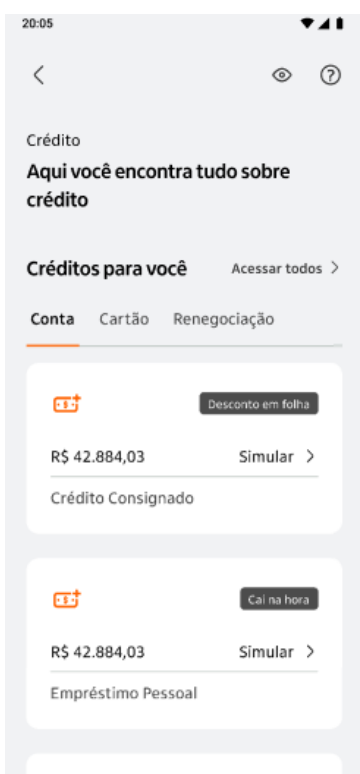 20:05
Crédito
Aqui você encontra tudo sobre
crédito
Créditos para você Acessar todos
Conta Cartão Renegociação
Desconto em folha
R$ 42.884,03 Simular
Crédito Consignado
Cai na hora
R$ 42.884,03 Simular
Empréstimo Pessoal